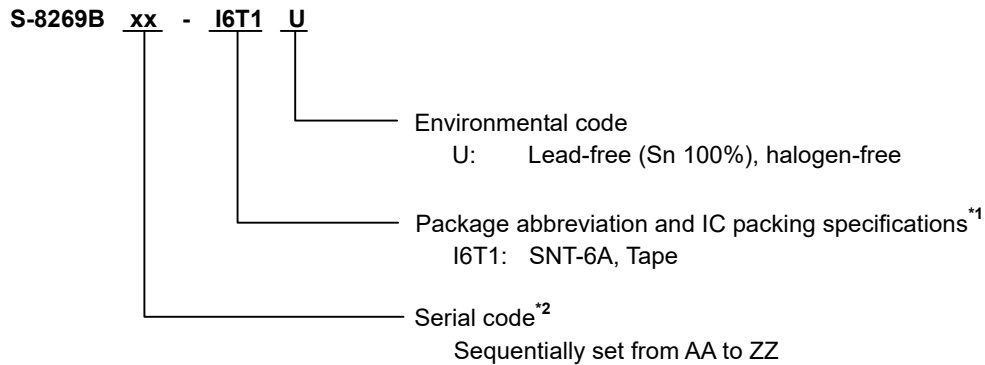 S-8269B xx - I6T1 U
Environmental code
U: Lead-free (Sn 100%), halogen-free
Package abbreviation and IC packing specifications*1
I6T1: SNT-6A, Tape
Serial code*2
Sequentially set from AA to ZZ